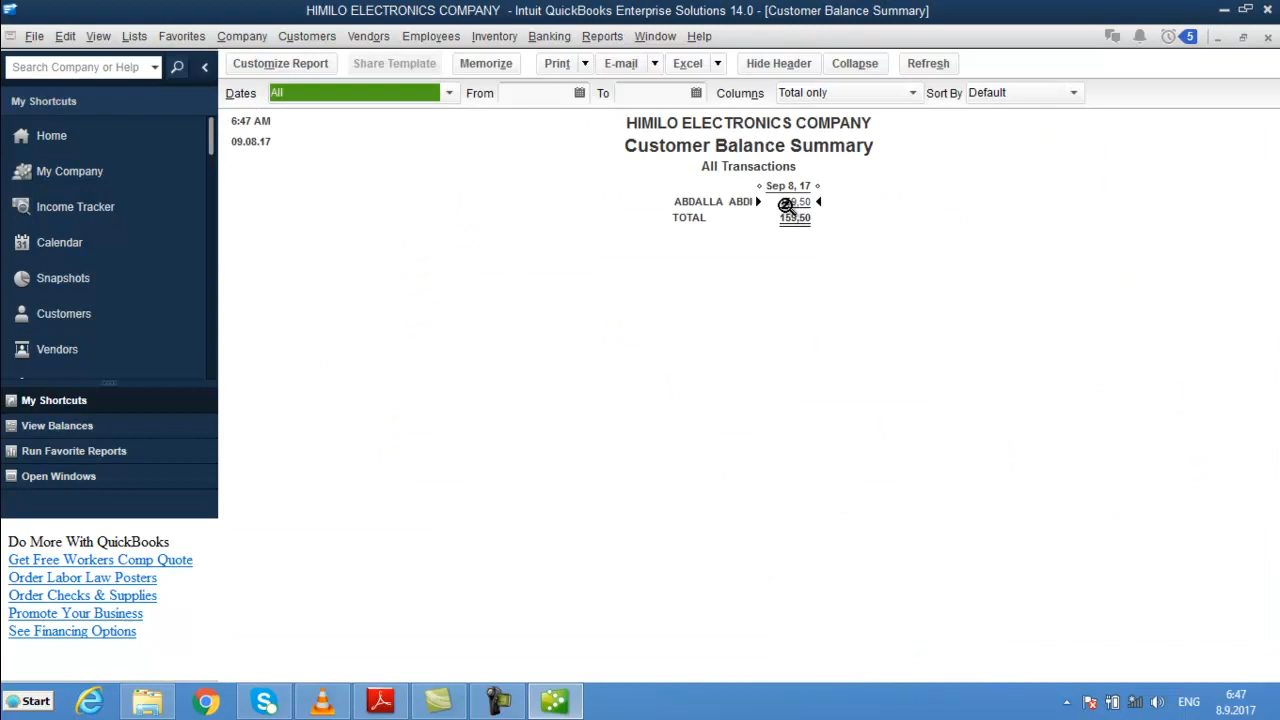 HIMILO ELECTRONICS COMPANY - Intuit QuickBooks Enterprise Solutions 14.0 - [Customer Balance Summary]
File Edit View Lists Favorites Company Customers Vendors Employees Inventory Banking Reports Window Help 5
Search Company or Help
Customize Report Share Template Memorize Print E-mail Excel Hide Header Collapse Refresh
Dates All From To Columns Total only Sort By Default
My Shortcuts
Home
My Company
Income Tracker
Calendar
Snapshots
Customers
Vendors
My Shortcuts
View Balances
Run Favorite Reports
Open Windows
Do More With QuickBooks
Get Free Workers Comp Quote
Order Labor Law Posters
Order Checks & Supplies
Promote Your Business
See Financing Options
6:47 AM
09.08.17
HIMILO ELECTRONICS COMPANY
Customer Balance Summary
All Transactions
Sep 8, 17
ABDALLA ABDI
TOTAL 159,50
Start
ENG
6:47
8.9.2017